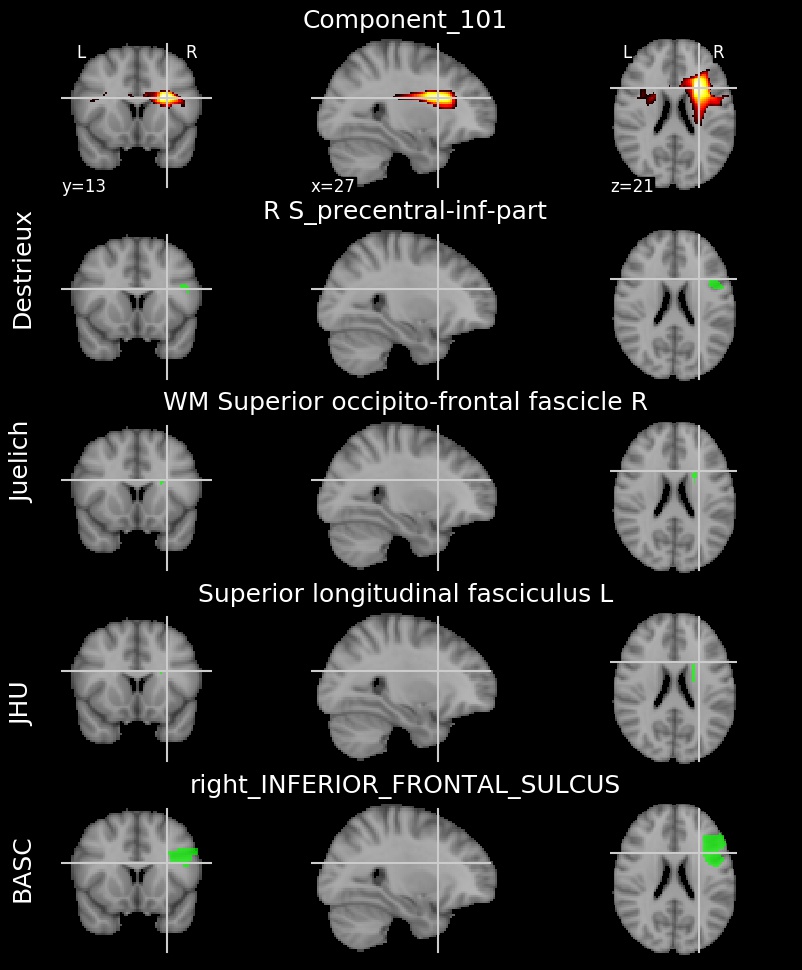 Component_101
L R
L R
y=13
x=27
z=21
Destrieux
R S_precentral-inf-part
Juelich
WM Superior occipito-frontal fascicle R
JHU
Superior longitudinal fasciculus L
BASC
right_INFERIOR_FRONTAL_SULCUS